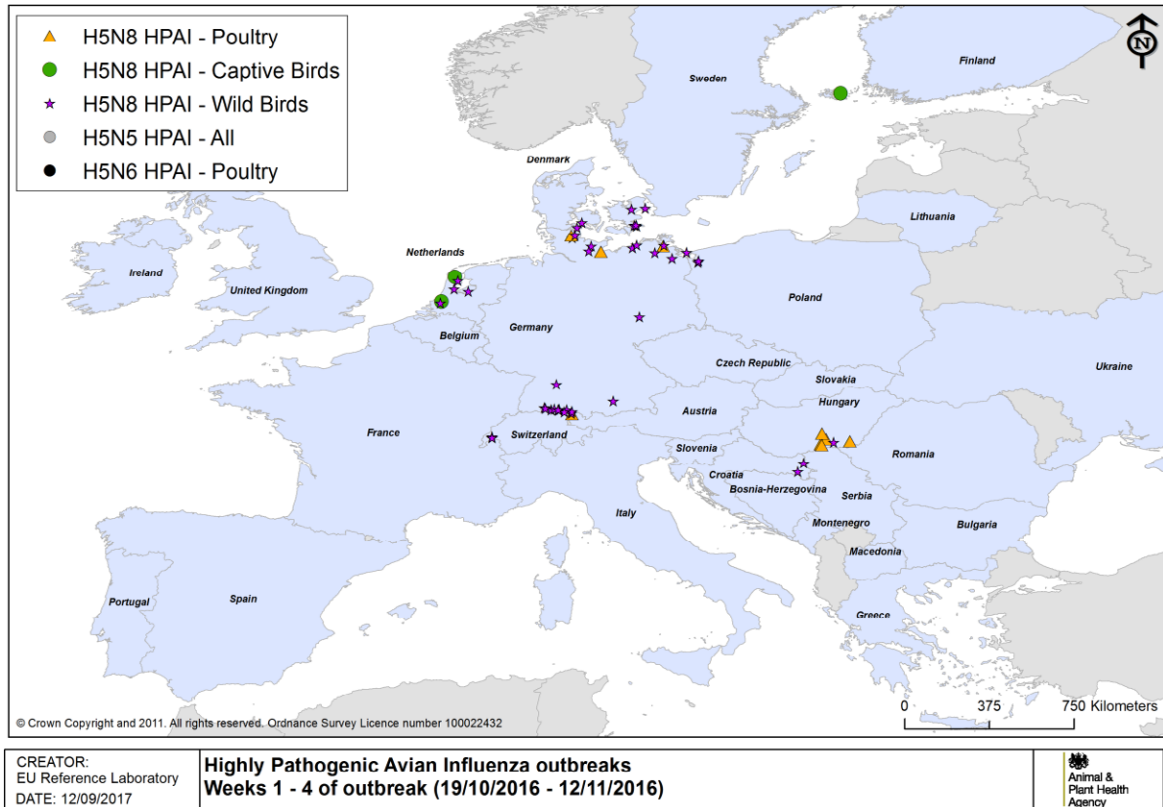 H5N8 HPAI - Poultry
H5N8 HPAI - Captive Birds
H5N8 HPAI - Wild Birds
H5N5 HPAI - All
H5N6 HPAI - Poultry
N
Finland
Sweden
Denmark
Lithuania
Netherlands
Ireland
United Kingdom
Poland
Germany
Belgium
Czech Republic
Ukraine
Slovakia
Hungary
Austria
France
Switzerland
Slovenia
Romania
Croatia
Bosnia-Herzegovina
Serbia
Italy
Montenegro
Bulgaria
Macedonia
Portugal
Spain
Greece
0 375 750 Kilometers
© Crown Copyright and 2011. All rights reserved. Ordnance Survey Licence number 100022432
CREATOR:
EU Reference Laboratory
DATE: 12/09/2017
Highly Pathogenic Avian Influenza outbreaks
Weeks 1 - 4 of outbreak (19/10/2016 - 12/11/2016)
Animal &
Plant Health
Agency